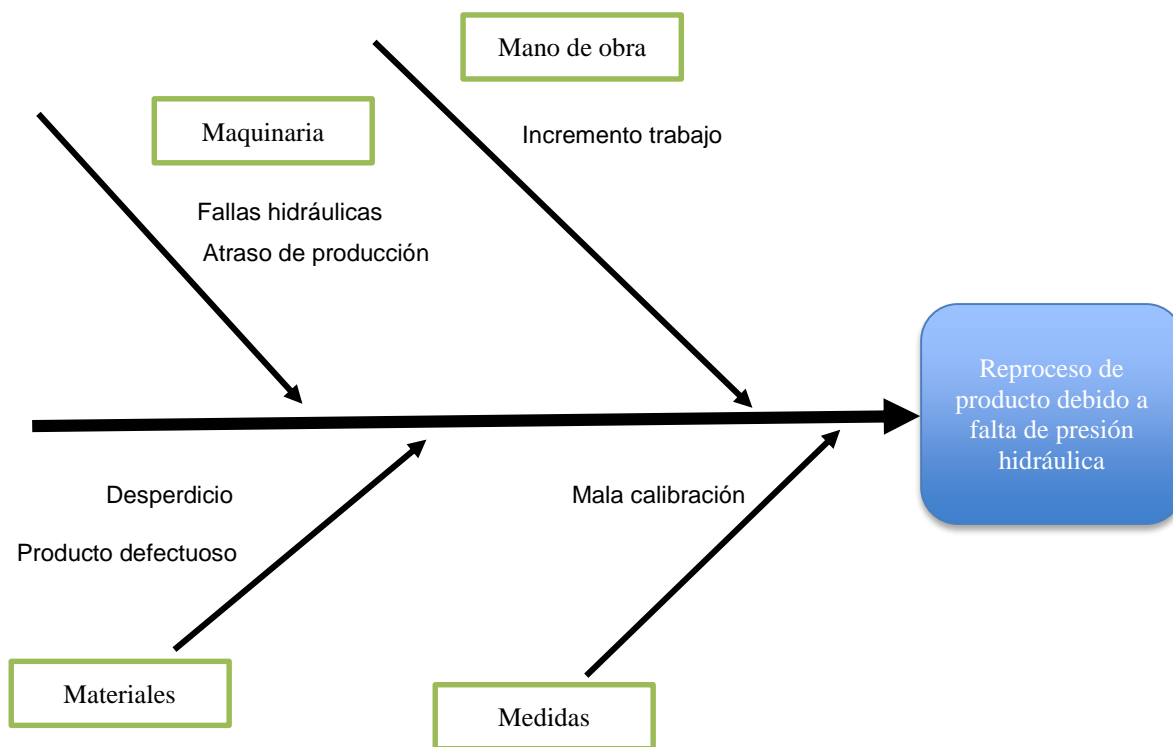 Mano de obra
Maquinaria
Incremento trabajo
Fallas hidráulicas
Atraso de producción
Reproceso de
producto debido a
falta de presión
hidráulica
Desperdicio
Mala calibración
Producto defectuoso
Materiales
Medidas